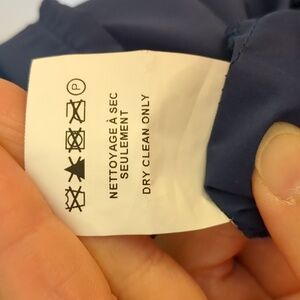 P
NETTOYAGE À SEC
SEULEMENT
DRY CLEAN ONLY